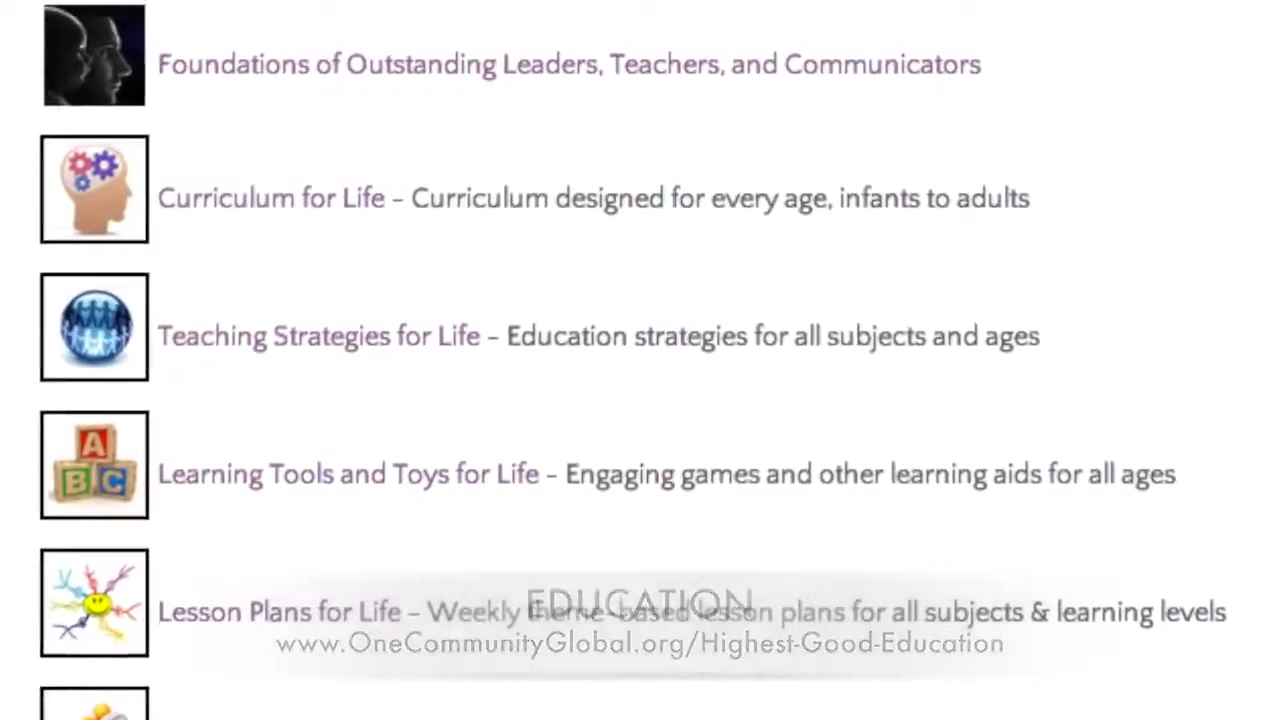 Foundations of Outstanding Leaders, Teachers, and Communicators
Curriculum for Life – Curriculum designed for every age, infants to adults
Teaching Strategies for Life – Education strategies for all subjects and ages
A
B C
Learning Tools and Toys for Life – Engaging games and other learning aids for all ages
Lesson Plans for Life – Weekly theme-based lesson plans for all subjects & learning levels
EDUCATION
www.OneCommunityGlobal.org/Highest-Good-Education